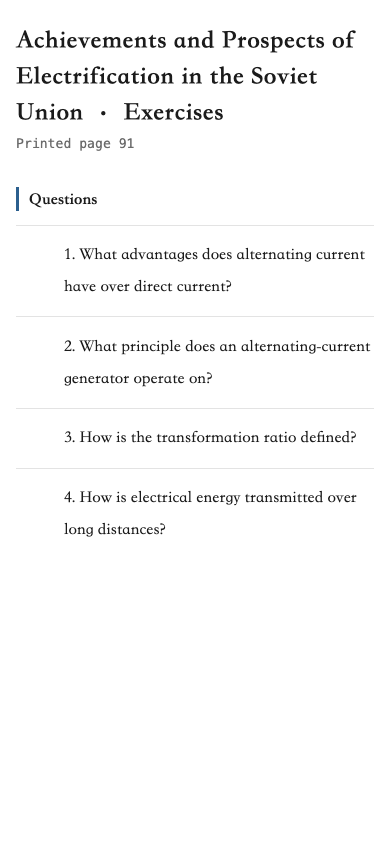 Achievements and Prospects of
Electrification in the Soviet
Union · Exercises
Printed page 91
Questions
1. What advantages does alternating current
have over direct current?
2. What principle does an alternating-current
generator operate on?
3. How is the transformation ratio defined?
4. How is electrical energy transmitted over
long distances?